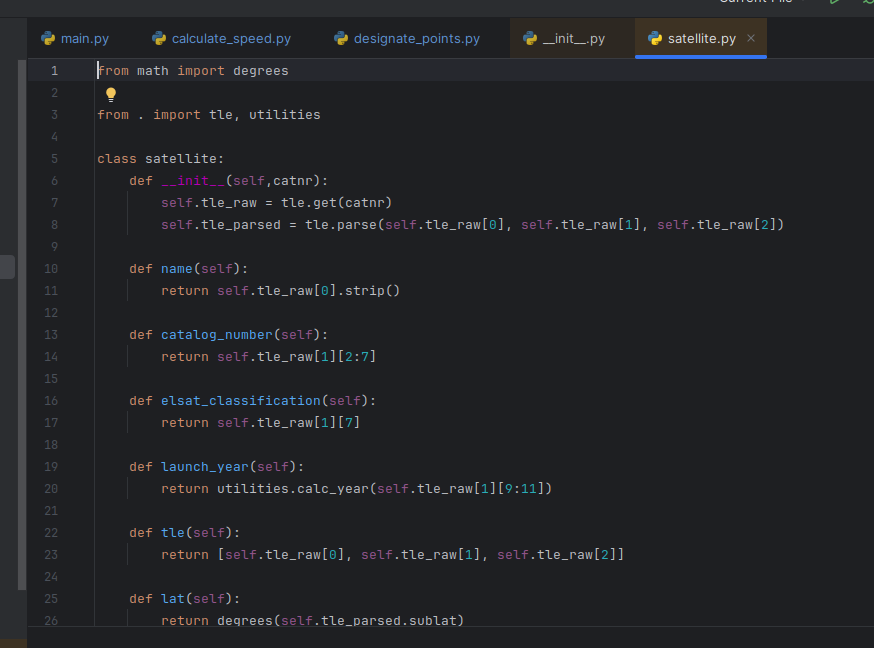 main.py calculate_speed.py designate_points.py __init__.py satellite.py
1 from math import degrees
2
3 from . import tle, utilities
4
5 class satellite:
6 def __init__(self,catnr):
7 self.tle_raw = tle.get(catnr)
8 self.tle_parsed = tle.parse(self.tle_raw[0], self.tle_raw[1], self.tle_raw[2])
9
10 def name(self):
11 return self.tle_raw[0].strip()
12
13 def catalog_number(self):
14 return self.tle_raw[1][2:7]
15
16 def elsat_classification(self):
17 return self.tle_raw[1][7]
18
19 def launch_year(self):
20 return utilities.calc_year(self.tle_raw[1][9:11])
21
22 def tle(self):
23 return [self.tle_raw[0], self.tle_raw[1], self.tle_raw[2]]
24
25 def lat(self):
26 return degrees(self.tle_parsed.sublat)